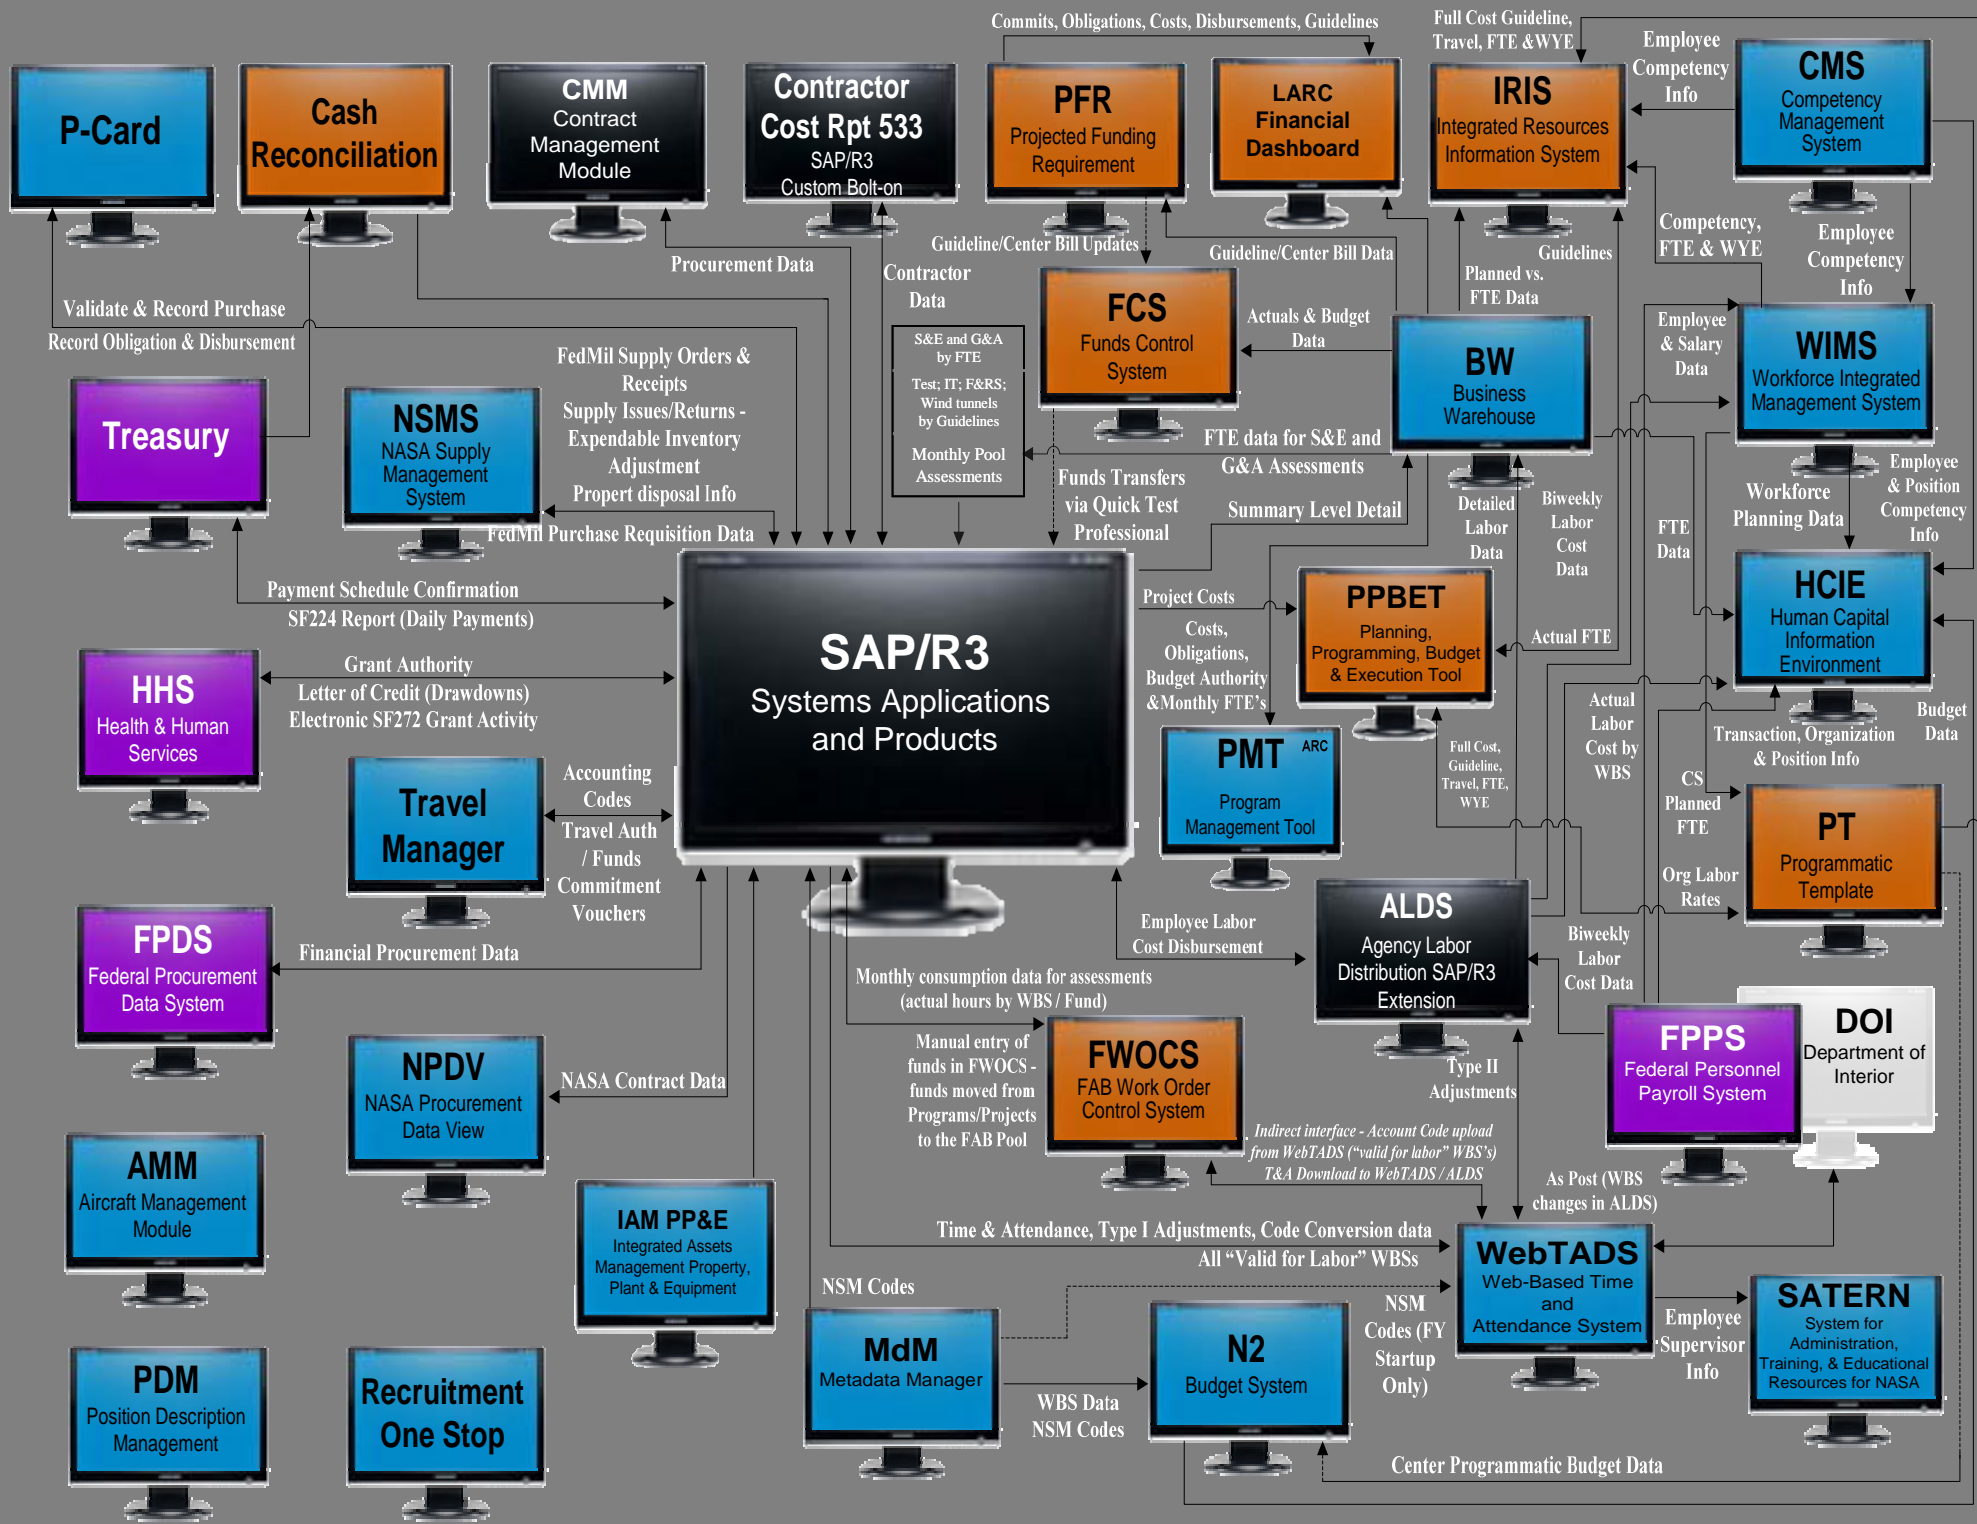 Commits, Obligations, Costs, Disbursements, Guidelines
Full Cost Guideline,
Travel, FTE &WYE
Employee
Competency
Info
P-Card
Cash
Reconciliation
CMM
Contract
Management
Module
Contractor
Cost Rpt 533
SAP/R3
Custom Bolt-on
PFR
Projected Funding
Requirement
LARC
Financial
Dashboard
IRIS
Integrated Resources
Information System
CMS
Competency
Management
System
Procurement Data
Contractor
Data
Guideline/Center Bill Updates
Guideline/Center Bill Data
Planned vs.
FTE Data
Guidelines
Competency,
FTE & WYE
Employee
Competency
Info
Validate & Record Purchase
Record Obligation & Disbursement
S&E and G&A
by FTE
Test; IT; F&RS;
Wind tunnels
by Guidelines
Monthly Pool
Assessments
FCS
Funds Control
System
Actuals & Budget
Data
BW
Business
Warehouse
Employee
& Salary
Data
WIMS
Workforce Integrated
Management System
Treasury
NSMS
NASA Supply
Management
System
FedMil Supply Orders &
Receipts
Supply Issues/Returns -
Expendable Inventory
Adjustment
Propert disposal Info
FedMil Purchase Requisition Data
Funds Transfers
via Quick Test
Professional
FTE data for S&E and
G&A Assessments
Summary Level Detail
Detailed
Labor
Data
Biweekly
Labor
Cost
Data
FTE
Data
Workforce
Planning Data
Employee
& Position
Competency
Info
Payment Schedule Confirmation
SF224 Report (Daily Payments)
SAP/R3
Systems Applications
and Products
Project Costs
Costs,
Obligations,
Budget Authority
&Monthly FTE's
PPBET
Planning,
Programming, Budget
& Execution Tool
Actual FTE
HCIE
Human Capital
Information
Environment
HHS
Health & Human
Services
Grant Authority
Letter of Credit (Drawdowns)
Electronic SF272 Grant Activity
PMT ARC
Program
Management Tool
Full Cost,
Guideline,
Travel, FTE,
WYE
Actual
Labor
Cost by
WBS
Transaction, Organization
& Position Info
Budget
Data
CS
Planned
FTE
Travel
Manager
Accounting
Codes
Travel Auth
/ Funds
Commitment
Vouchers
PT
Programmatic
Template
Org Labor
Rates
FPDS
Federal Procurement
Data System
Financial Procurement Data
Employee Labor
Cost Disbursement
ALDS
Agency Labor
Distribution SAP/R3
Extension
Biweekly
Labor
Cost Data
Monthly consumption data for assessments
(actual hours by WBS / Fund)
Manual entry of
funds in FWOCS -
funds moved from
Programs/Projects
to the FAB Pool
FWOCS
FAB Work Order
Control System
Type II
Adjustments
FPPS
Federal Personnel
Payroll System
DOI
Department of
Interior
NPDV
NASA Procurement
Data View
NASA Contract Data
Indirect interface - Account Code upload
from WebTADS (“valid for labor” WBS's)
T&A Download to WebTADS / ALDS
As Post (WBS
changes in ALDS)
AMM
Aircraft Management
Module
IAM PP&E
Integrated Assets
Management Property,
Plant & Equipment
Time & Attendance, Type I Adjustments, Code Conversion data
All “Valid for Labor” WBSs
WebTADS
Web-Based Time
and
Attendance System
Employee
Supervisor
Info
SATERN
System for
Administration,
Training, & Educational
Resources for NASA
NSM Codes
MdM
Metadata Manager
WBS Data
NSM Codes
N2
Budget System
NSM
Codes (FY
Startup
Only)
PDM
Position Description
Management
Recruitment
One Stop
Center Programmatic Budget Data